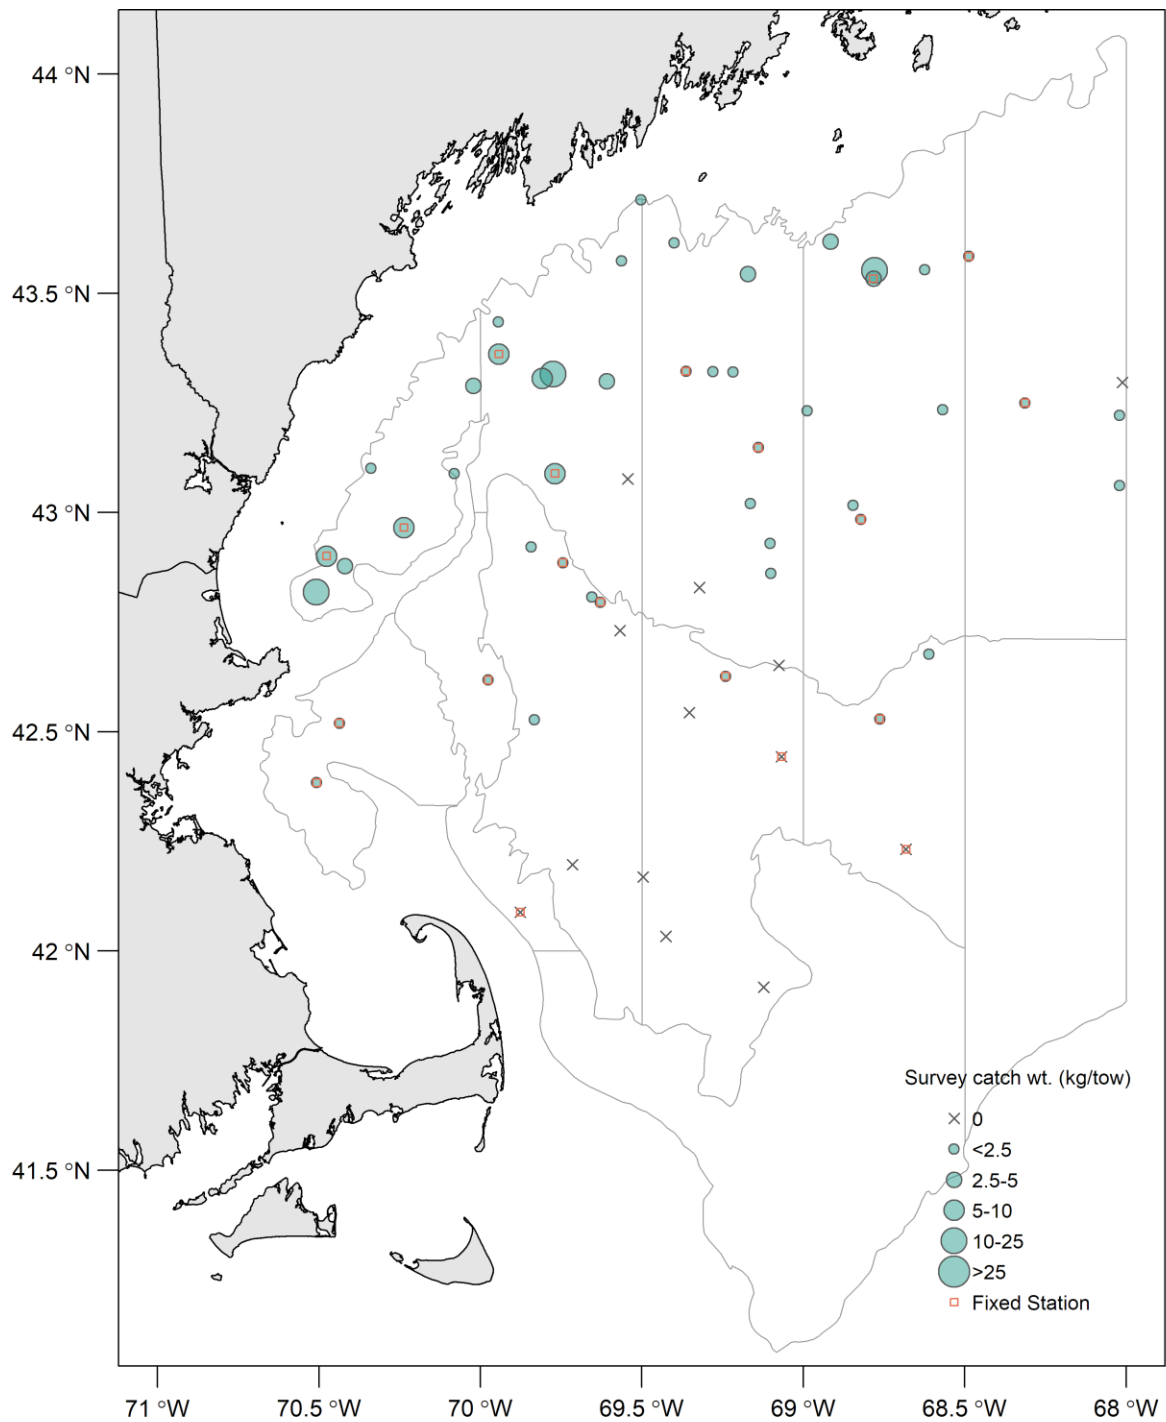 44 °N
43.5 °N
43 °N
42.5 °N
42 °N
41.5 °N
Survey catch wt. (kg/tow)
0
<2.5
2.5-5
5-10
10-25
>25
Fixed Station
71 °W
70.5 °W
70 °W
69.5 °W
69 °W
68.5 °W
68 °W